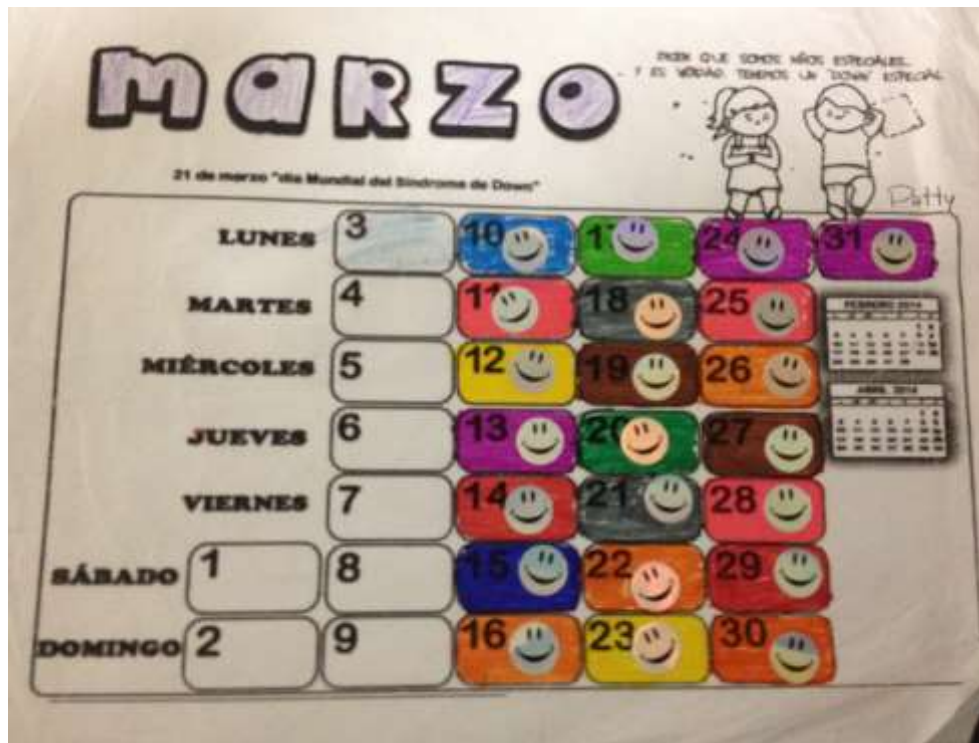 marzo
DICEN QUE SOMOS NIÑOS ESPECIALES...
Y ES VERDAD, TENEMOS UN "DOWN" ESPECIAL
21 de marzo "día Mundial del Síndrome de Down"
Patty
LUNES 3 10 17 24 31
MARTES 4 11 18 25
MIÉRCOLES 5 12 19 26
JUEVES 6 13 20 27
VIERNES 7 14 21 28
SÁBADO 1 8 15 22 29
DOMINGO 2 9 16 23 30
FEBRERO 2014
ABRIL 2014